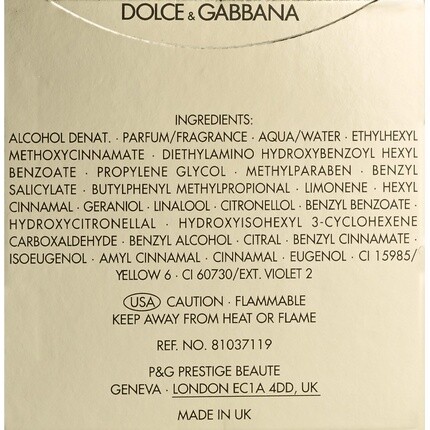 DOLCE & GABBANA
INGREDIENTS:
ALCOHOL DENAT. · PARFUM/FRAGRANCE · AQUA/WATER · ETHYLHEXYL
METHOXYCINNAMATE · DIETHYLAMINO HYDROXYBENZOYL HEXYL
BENZOATE · PROPYLENE GLYCOL · METHYLPARABEN · BENZYL
SALICYLATE · BUTYLPHENYL METHYLPROPIONAL · LIMONENE · HEXYL
CINNAMAL · GERANIOL · LINALOOL · CITRONELLOL · BENZYL BENZOATE ·
HYDROXYCITRONELLAL · HYDROXYISOHEXYL 3-CYCLOHEXENE
CARBOXALDEHYDE · BENZYL ALCOHOL · CITRAL · BENZYL CINNAMATE ·
ISOEUGENOL · AMYL CINNAMAL · CINNAMAL · EUGENOL · CI 15985/
YELLOW 6 · CI 60730/EXT. VIOLET 2
USA CAUTION · FLAMMABLE
KEEP AWAY FROM HEAT OR FLAME
REF. NO. 81037119
P&G PRESTIGE BEAUTE
GENEVA · LONDON EC1A 4DD, UK
MADE IN UK